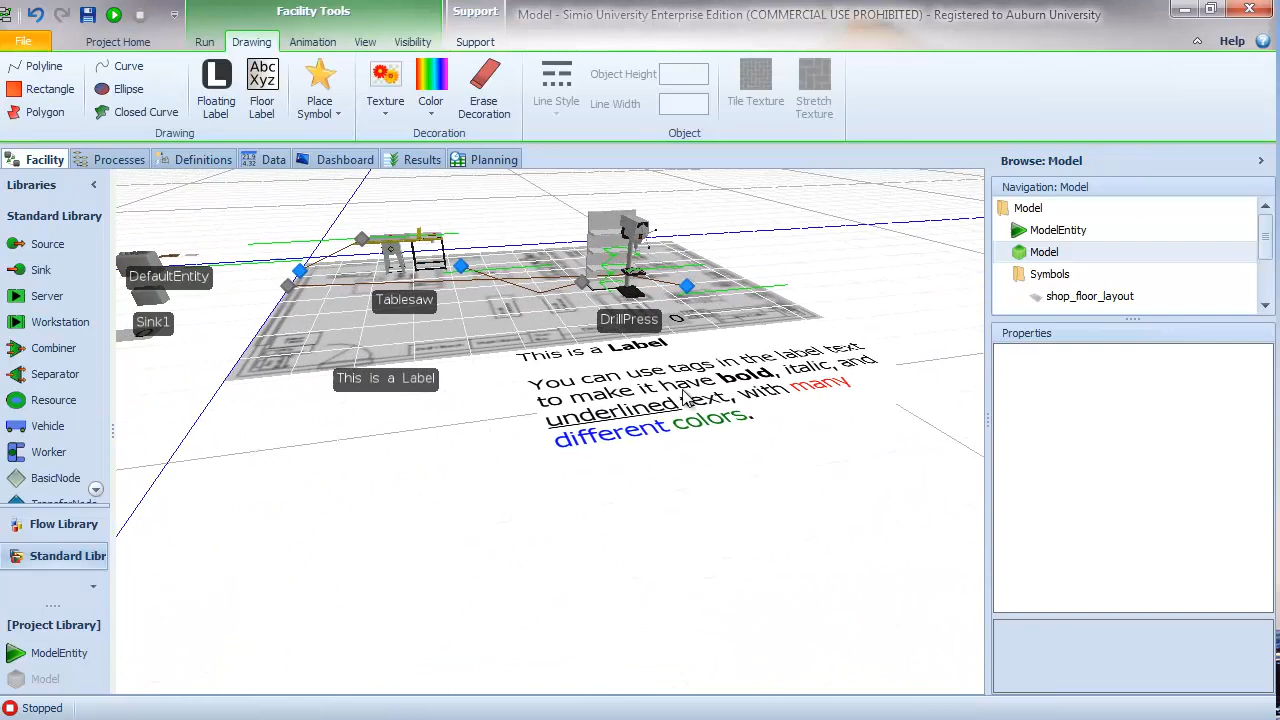 Facility Tools
Support
Model - Simio University Enterprise Edition (COMMERCIAL USE PROHIBITED) - Registered to Auburn University
File
Project Home
Run
Drawing
Animation
View
Visibility
Support
Help
Polyline
Curve
Rectangle
Ellipse
Polygon
Closed Curve
L
Floating Label
Abc Xyz
Floor Label
Place Symbol
Texture
Color
Erase Decoration
Line Style
Object Height
Line Width
Tile Texture
Stretch Texture
Drawing
Decoration
Object
Facility
Processes
Definitions
Data
Dashboard
Results
Planning
Libraries
Standard Library
Source
Sink
Server
Workstation
Combiner
Separator
Resource
Vehicle
Worker
BasicNode
TransferNode
Flow Library
Standard Libr
[Project Library]
ModelEntity
Model
DefaultEntity
Sink1
Tablesaw
DrillPress
0
This is a Label
This is a Label
You can use tags in the label text
to make it have bold, italic, and
underlined text, with many
different colors.
Browse: Model
Navigation: Model
Model
ModelEntity
Model
Symbols
shop_floor_layout
Properties
Stopped